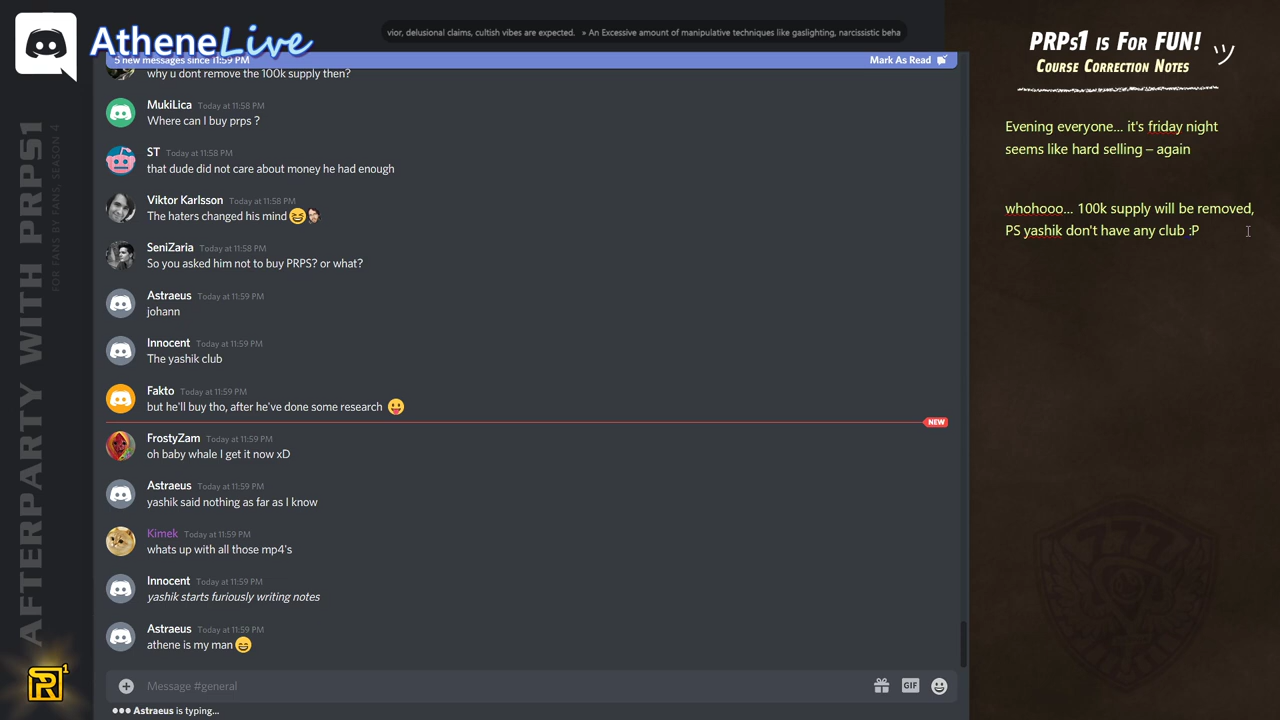 AtheneLive
vior, delusional claims, cultish vibes are expected.   » An Excessive amount of manipulative techniques like gaslighting, narcissistic beha
PRPs1 is For FUN!
Course Correction Notes
ツ
AFTERPARTY WITH PRPS1
FOR FANS BY FANS, SEASON 4
5 new messages since 11:59 PM
Mark As Read
why u dont remove the 100k supply then?
MukiLica Today at 11:58 PM
Where can I buy prps ?
ST Today at 11:58 PM
that dude did not care about money he had enough
Viktor Karlsson Today at 11:58 PM
The haters changed his mind
SeniZaria Today at 11:58 PM
So you asked him not to buy PRPS? or what?
Astraeus Today at 11:59 PM
johann
Innocent Today at 11:59 PM
The yashik club
Fakto Today at 11:59 PM
but he'll buy tho, after he've done some research
NEW
FrostyZam Today at 11:59 PM
oh baby whale I get it now xD
Astraeus Today at 11:59 PM
yashik said nothing as far as I know
Kimek Today at 11:59 PM
whats up with all those mp4's
Innocent Today at 11:59 PM
yashik starts furiously writing notes
Astraeus Today at 11:59 PM
athene is my man
Message #general
GIF
Astraeus is typing...
Evening everyone... it's friday night
seems like hard selling – again
whohooo... 100k supply will be removed,
PS yashik don't have any club :P